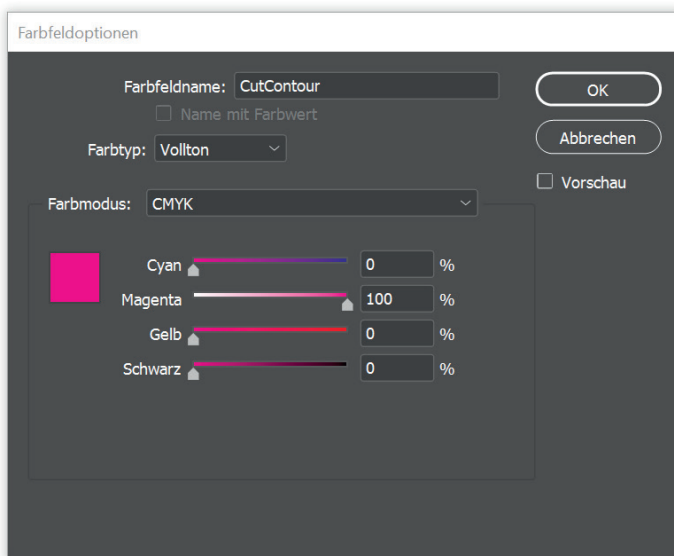 Farbfeldoptionen
Farbfeldname: CutContour
OK
Name mit Farbwert
Farbtyp: Vollton
Abbrechen
Vorschau
Farbmodus: CMYK
Cyan 0 %
Magenta 100 %
Gelb 0 %
Schwarz 0 %